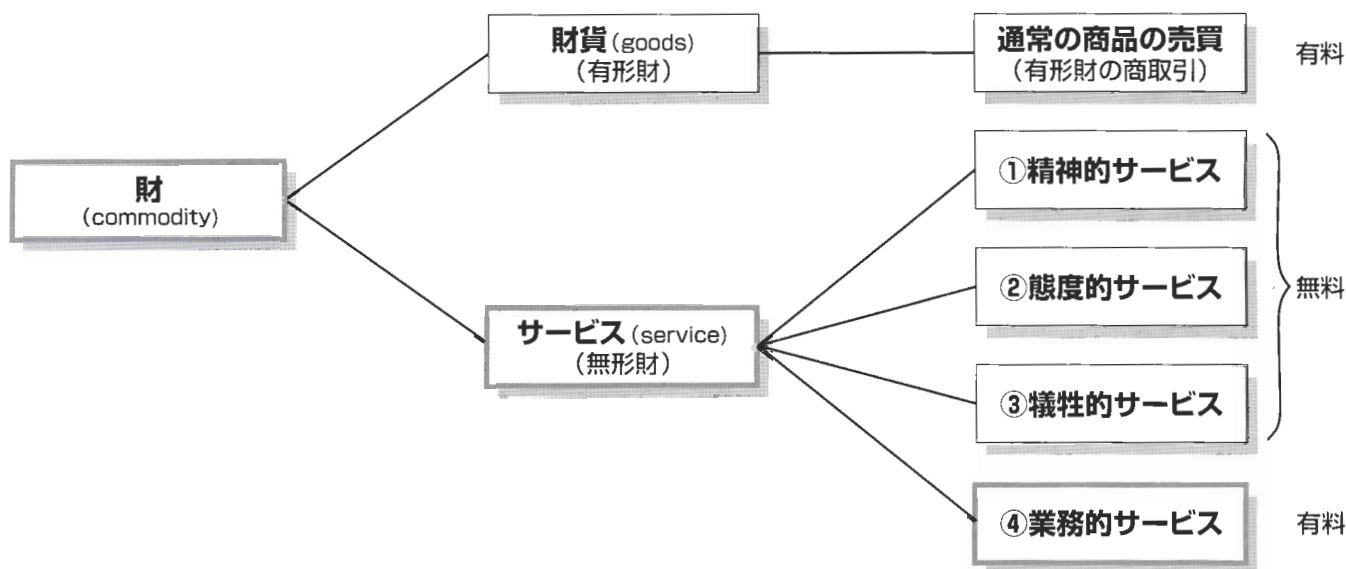 財貨(goods)
(有形財)
通常の商品の売買
(有形財の商取引)
有料
財
(commodity)
①精神的サービス
②態度的サービス
無料
サービス(service)
(無形財)
③犠牲的サービス
④業務的サービス
有料